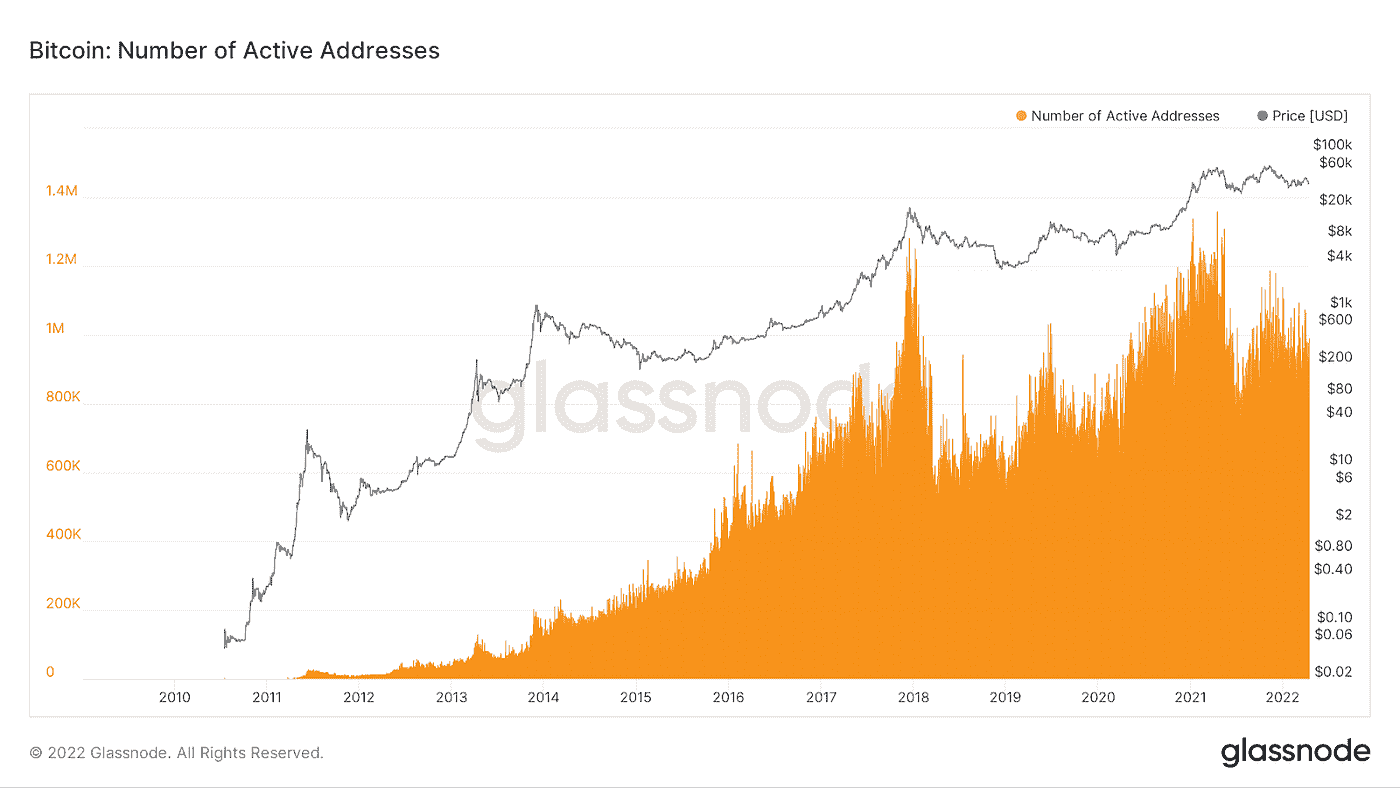 Bitcoin: Number of Active Addresses
Number of Active Addresses
Price [USD]
1.4M
1.2M
1M
800K
600K
400K
200K
0
$100k
$60k
$20k
$8k
$4k
$1k
$600
$200
$80
$40
$10
$6
$2
$0.80
$0.40
$0.10
$0.06
$0.02
glassnode
2010 2011 2012 2013 2014 2015 2016 2017 2018 2019 2020 2021 2022
© 2022 Glassnode. All Rights Reserved.
glassnode